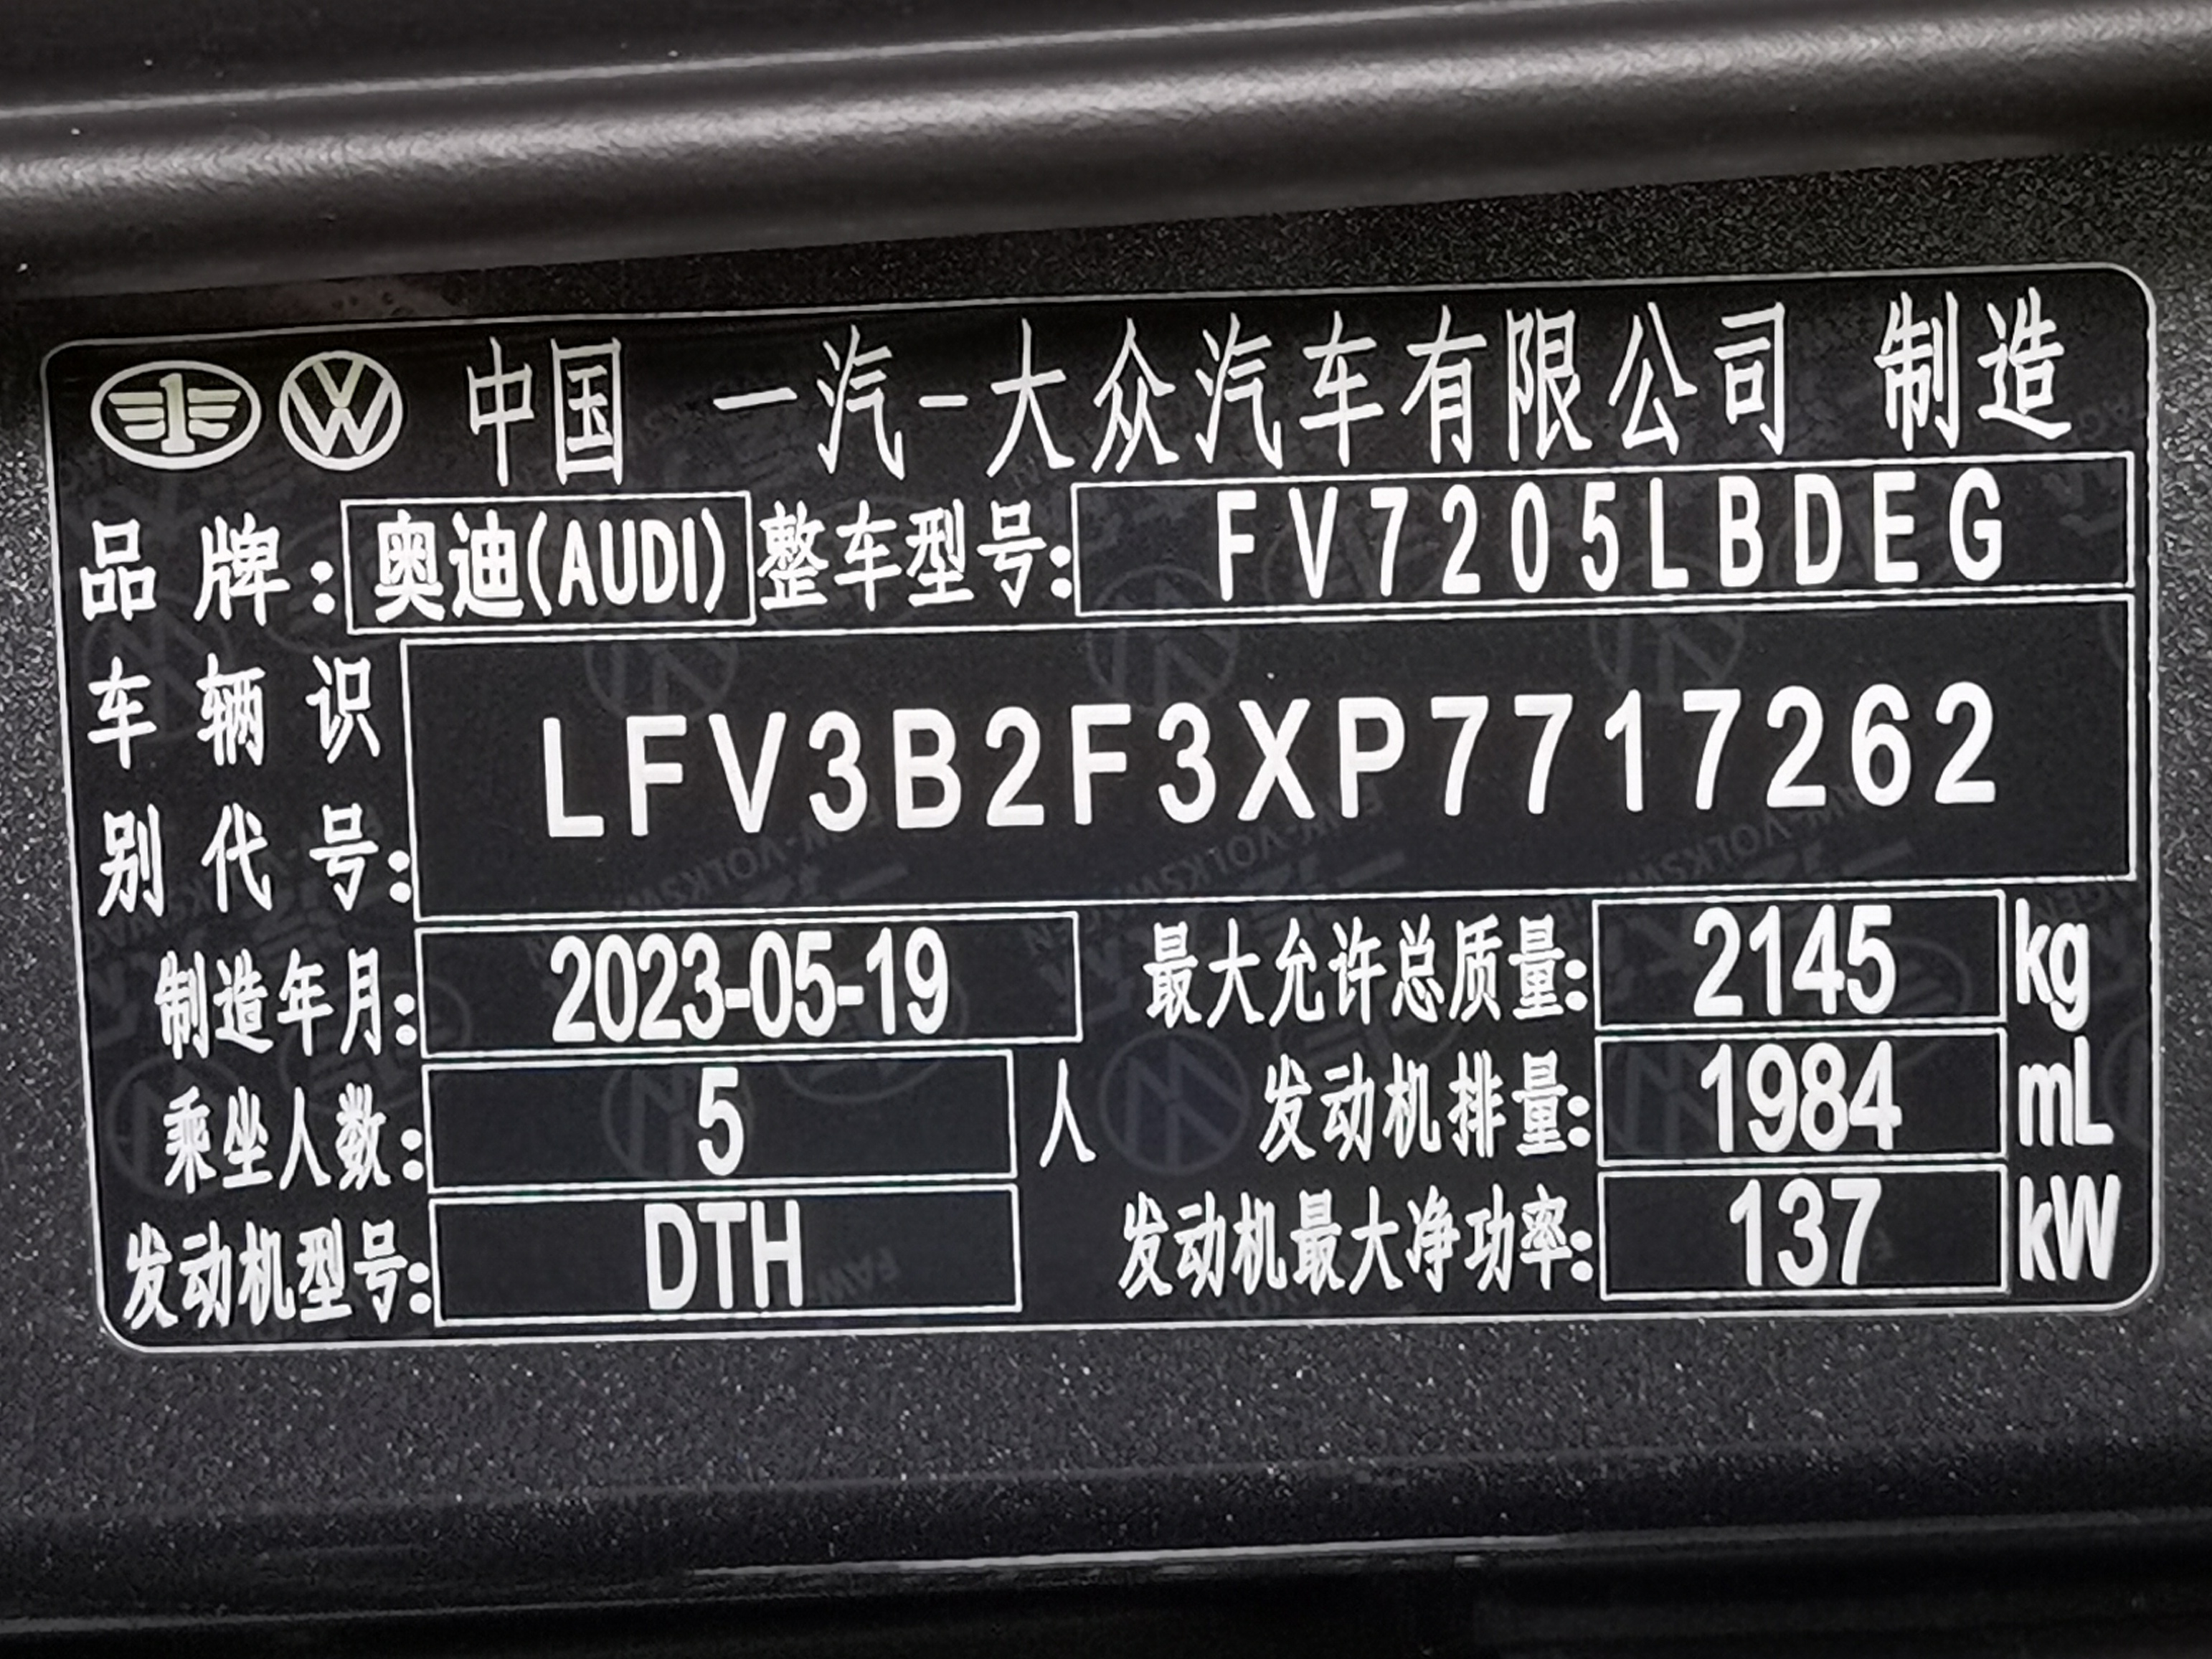 中国 一汽-大众汽车有限公司 制造
品牌: 奥迪(AUDI) 整车型号: FV7205LBDEG
车辆识
别代号: LFV3B2F3XP7717262
制造年月: 2023-05-19 最大允许总质量: 2145 kg
乘坐人数: 5 人 发动机排量: 1984 mL
发动机型号: DTH 发动机最大净功率: 137 kW